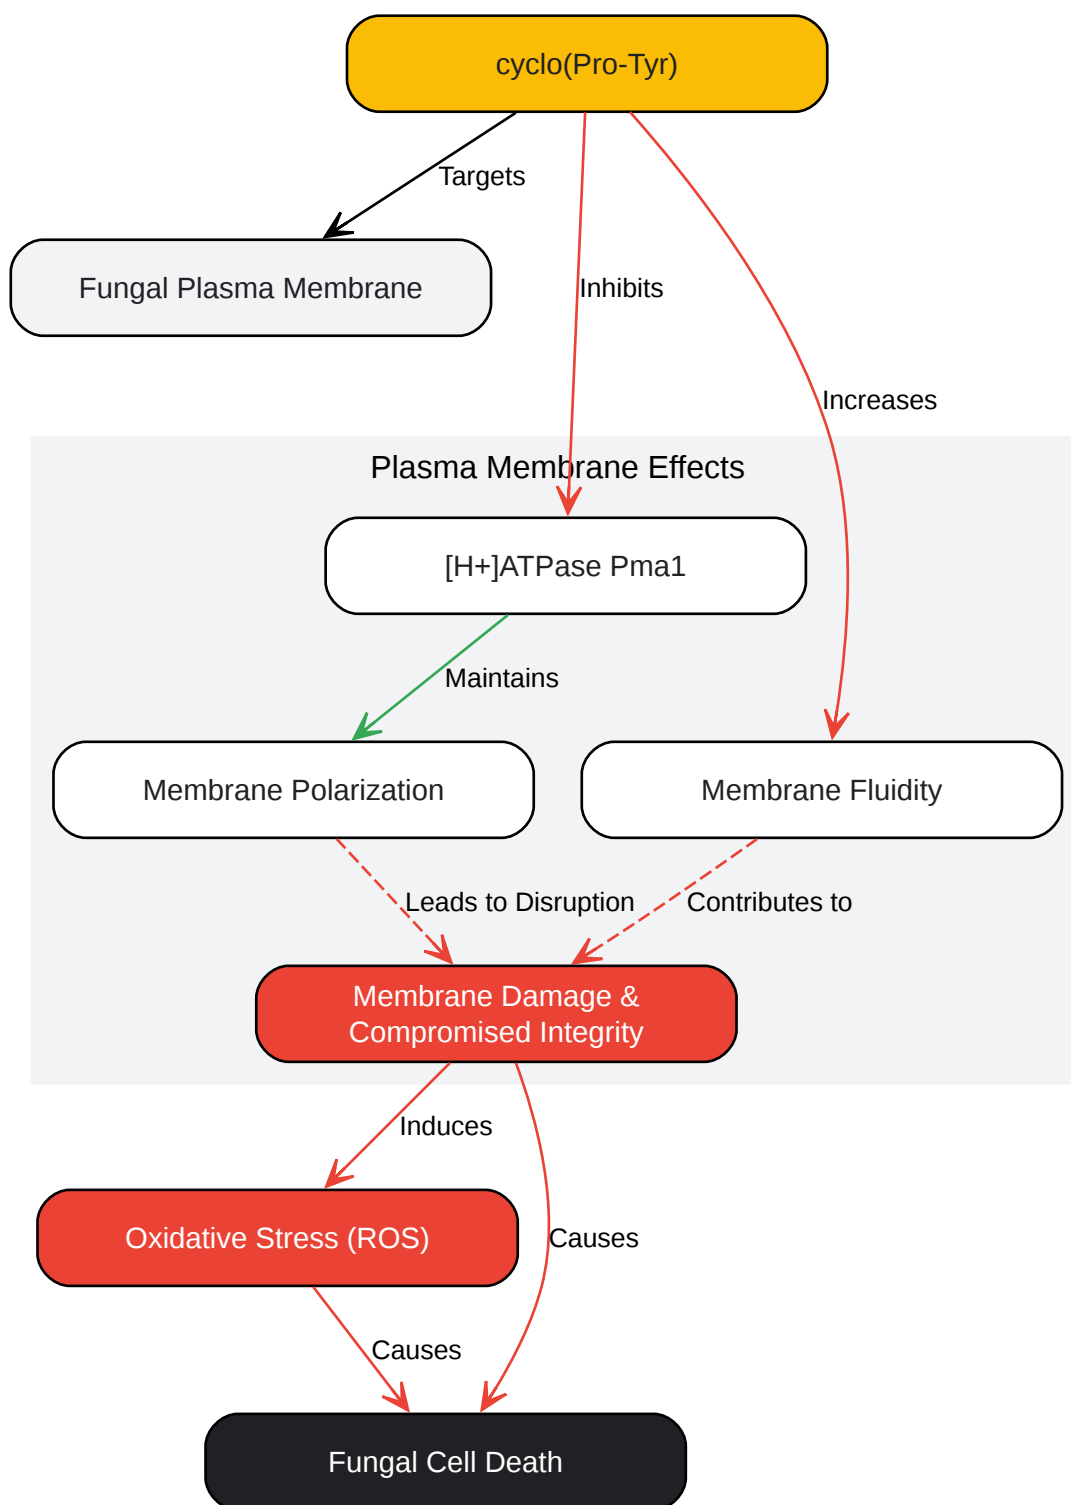 cyclo(Pro-Tyr)
Targets
Fungal Plasma Membrane
Inhibits
Increases
Plasma Membrane Effects
[H+]ATPase Pma1
Maintains
Membrane Polarization
Membrane Fluidity
Leads to Disruption
Contributes to
Membrane Damage &
Compromised Integrity
Induces
Oxidative Stress (ROS)
Causes
Causes
Fungal Cell Death